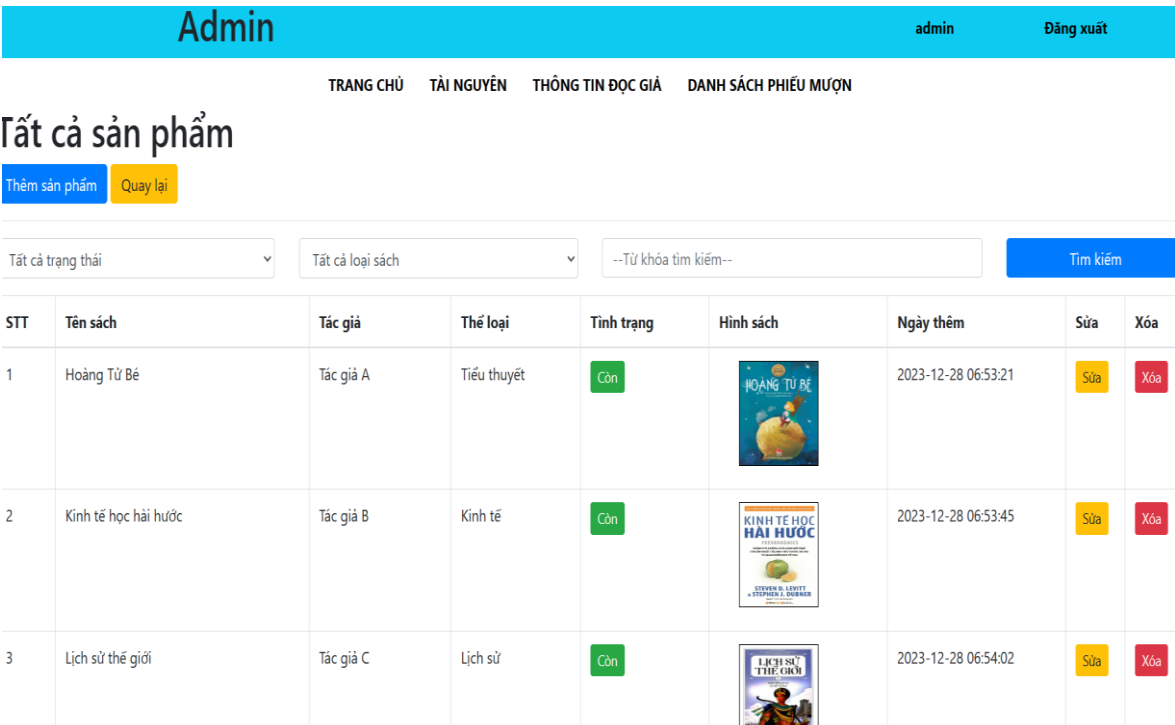 Admin admin Đăng xuất
TRANG CHỦ TÀI NGUYÊN THÔNG TIN ĐỌC GIẢ DANH SÁCH PHIẾU MƯỢN
Tất cả sản phẩm
Thêm sản phẩm Quay lại
Tất cả trạng thái Tất cả loại sách --Từ khóa tìm kiếm-- Tìm kiếm
STT Tên sách Tác giả Thể loại Tình trạng Hình sách Ngày thêm Sửa Xóa
1 Hoàng Tử Bé Tác giả A Tiểu thuyết Còn 2023-12-28 06:53:21 Sửa Xóa
HOÀNG TỬ BÉ
2 Kinh tế học hài hước Tác giả B Kinh tế Còn 2023-12-28 06:53:45 Sửa Xóa
KINH TẾ HỌC
HÀI HƯỚC
FREAKONOMICS
STEVEN D. LEVITT
& STEPHEN J. DUBNER
3 Lịch sử thế giới Tác giả C Lịch sử Còn 2023-12-28 06:54:02 Sửa Xóa
LỊCH SỬ
THẾ GIỚI